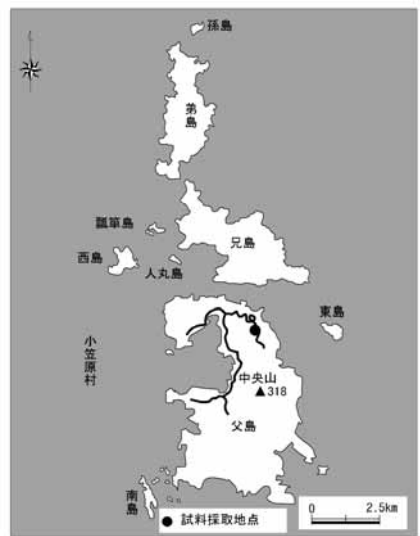 孫島
弟島
瓢箪島
兄島
西島
人丸島
東島
小笠原村
中央山
▲318
父島
南島
● 試料採取地点
0 2.5km